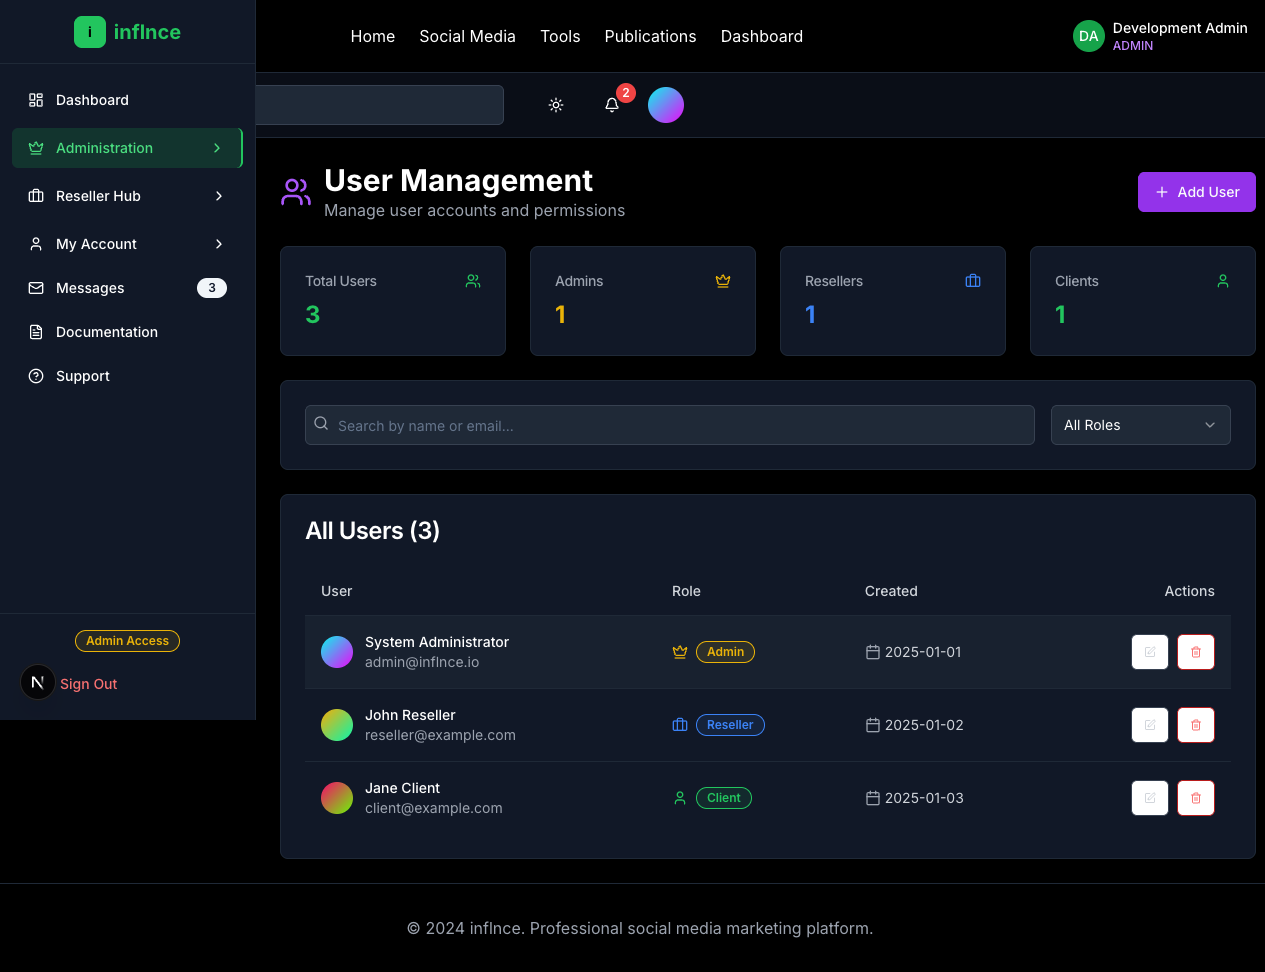 i inflnce
Home Social Media Tools Publications Dashboard
DA Development Admin
ADMIN
Dashboard
Administration
Reseller Hub
My Account
Messages 3
Documentation
Support
Admin Access
N Sign Out
2
User Management
Manage user accounts and permissions
Add User
Total Users
3
Admins
1
Resellers
1
Clients
1
Search by name or email...
All Roles
All Users (3)
User Role Created Actions
System Administrator
admin@inflnce.io
Admin 2025-01-01
John Reseller
reseller@example.com
Reseller 2025-01-02
Jane Client
client@example.com
Client 2025-01-03
© 2024 inflnce. Professional social media marketing platform.